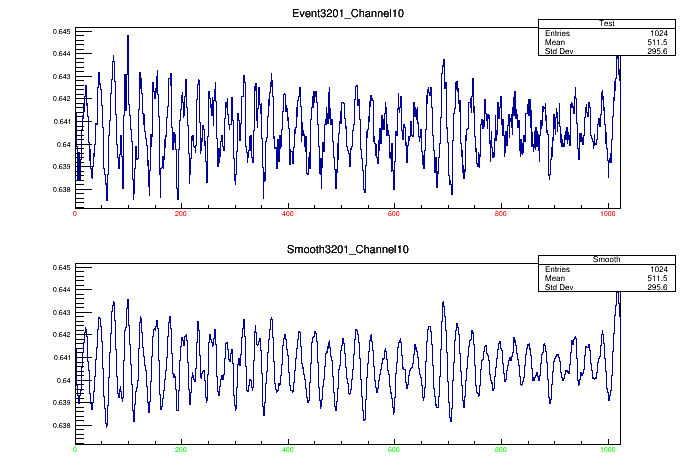 Event3201_Channel10
Test
Entries 1024
Mean 511.5
Std Dev 295.6
0.645
0.644
0.643
0.642
0.641
0.64
0.639
0.638
0 200 400 600 800 1000
Smooth3201_Channel10
Smooth
Entries 1024
Mean 511.5
Std Dev 295.6
0.645
0.644
0.643
0.642
0.641
0.64
0.639
0.638
0 200 400 600 800 1000